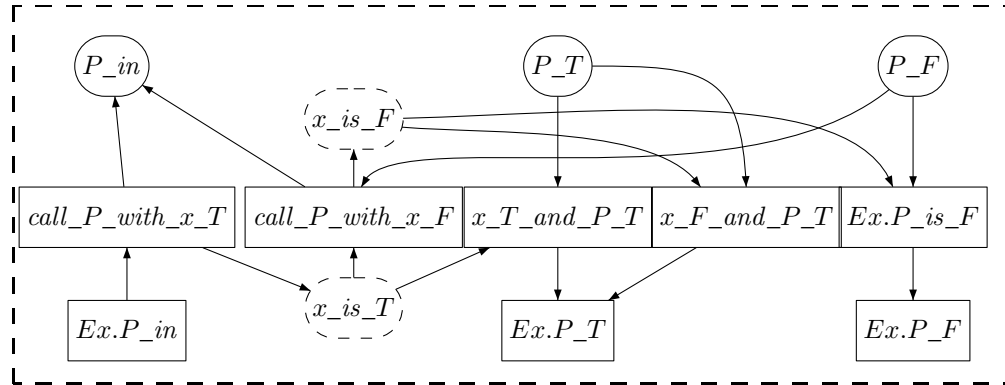 P_in
P_T
P_F
x_is_F
call_P_with_x_T
call_P_with_x_F
x_T_and_P_T
x_F_and_P_T
Ex.P_is_F
x_is_T
Ex.P_in
Ex.P_T
Ex.P_F